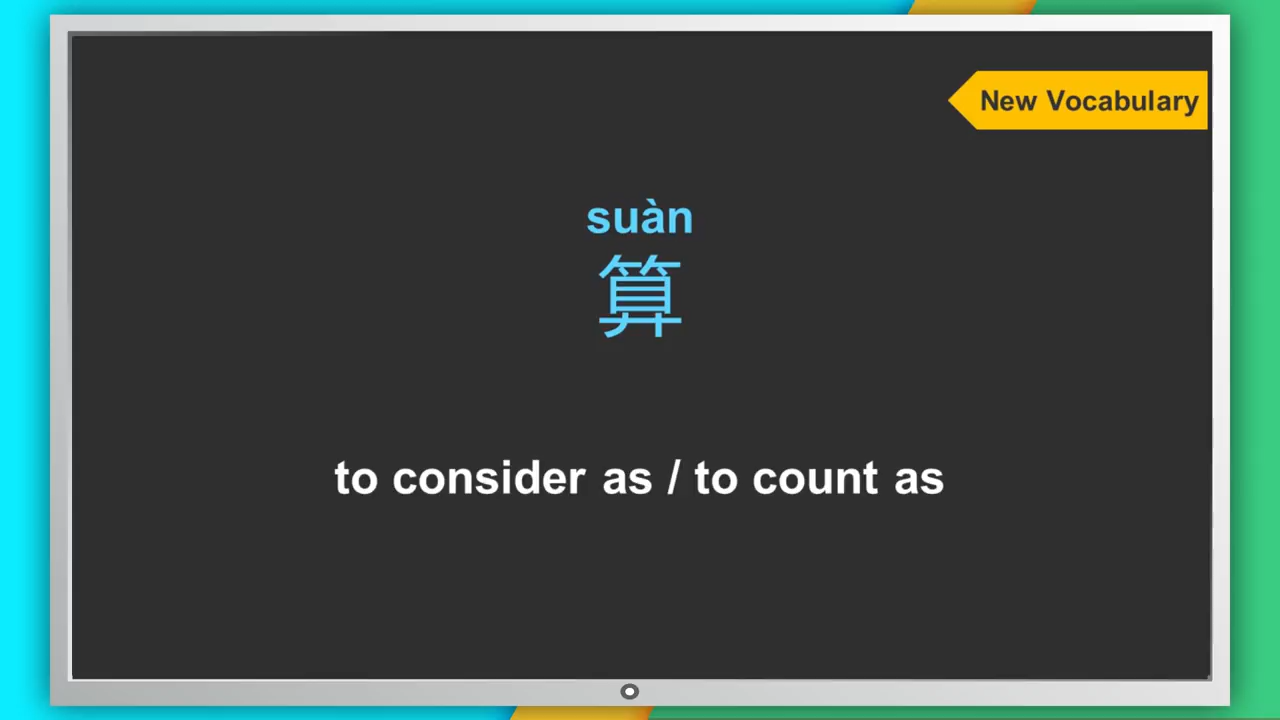 New Vocabulary
suàn
算
to consider as / to count as